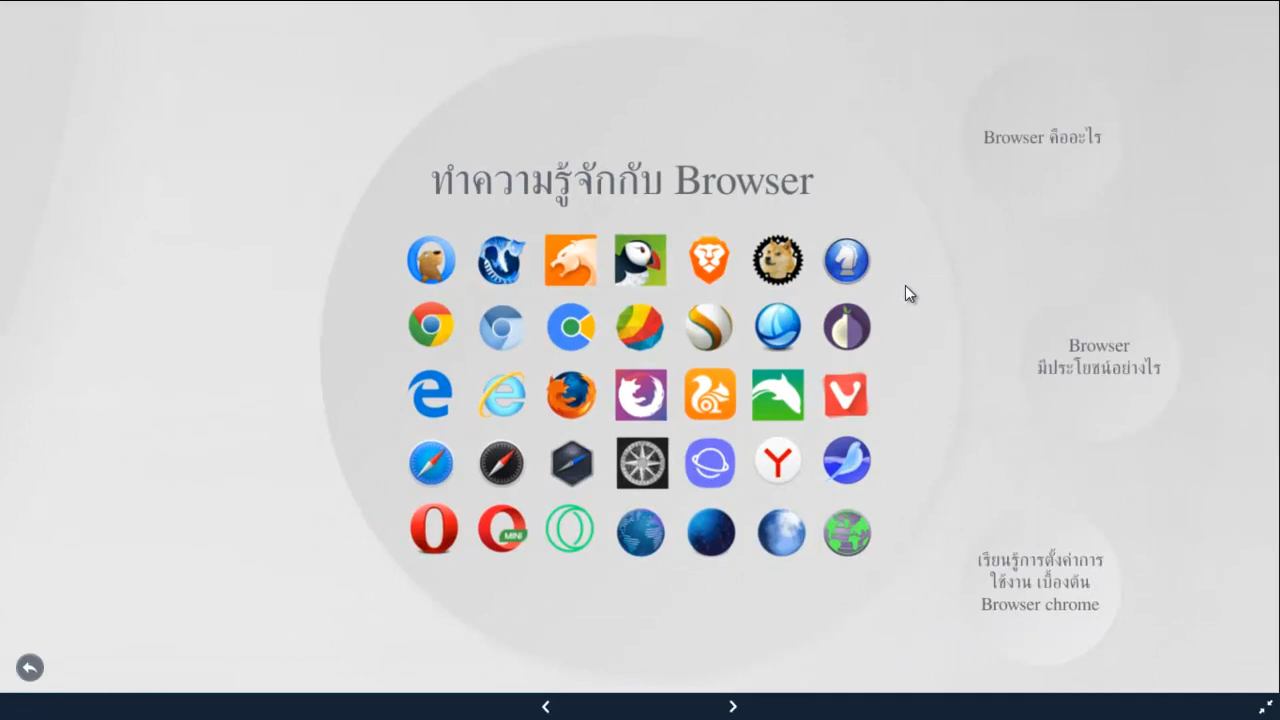 ทำความรู้จักกับ Browser
MINI
Browser คืออะไร
Browser
มีประโยชน์อย่างไร
เรียนรู้การตั้งค่าการ
ใช้งาน เบื้องต้น
Browser chrome